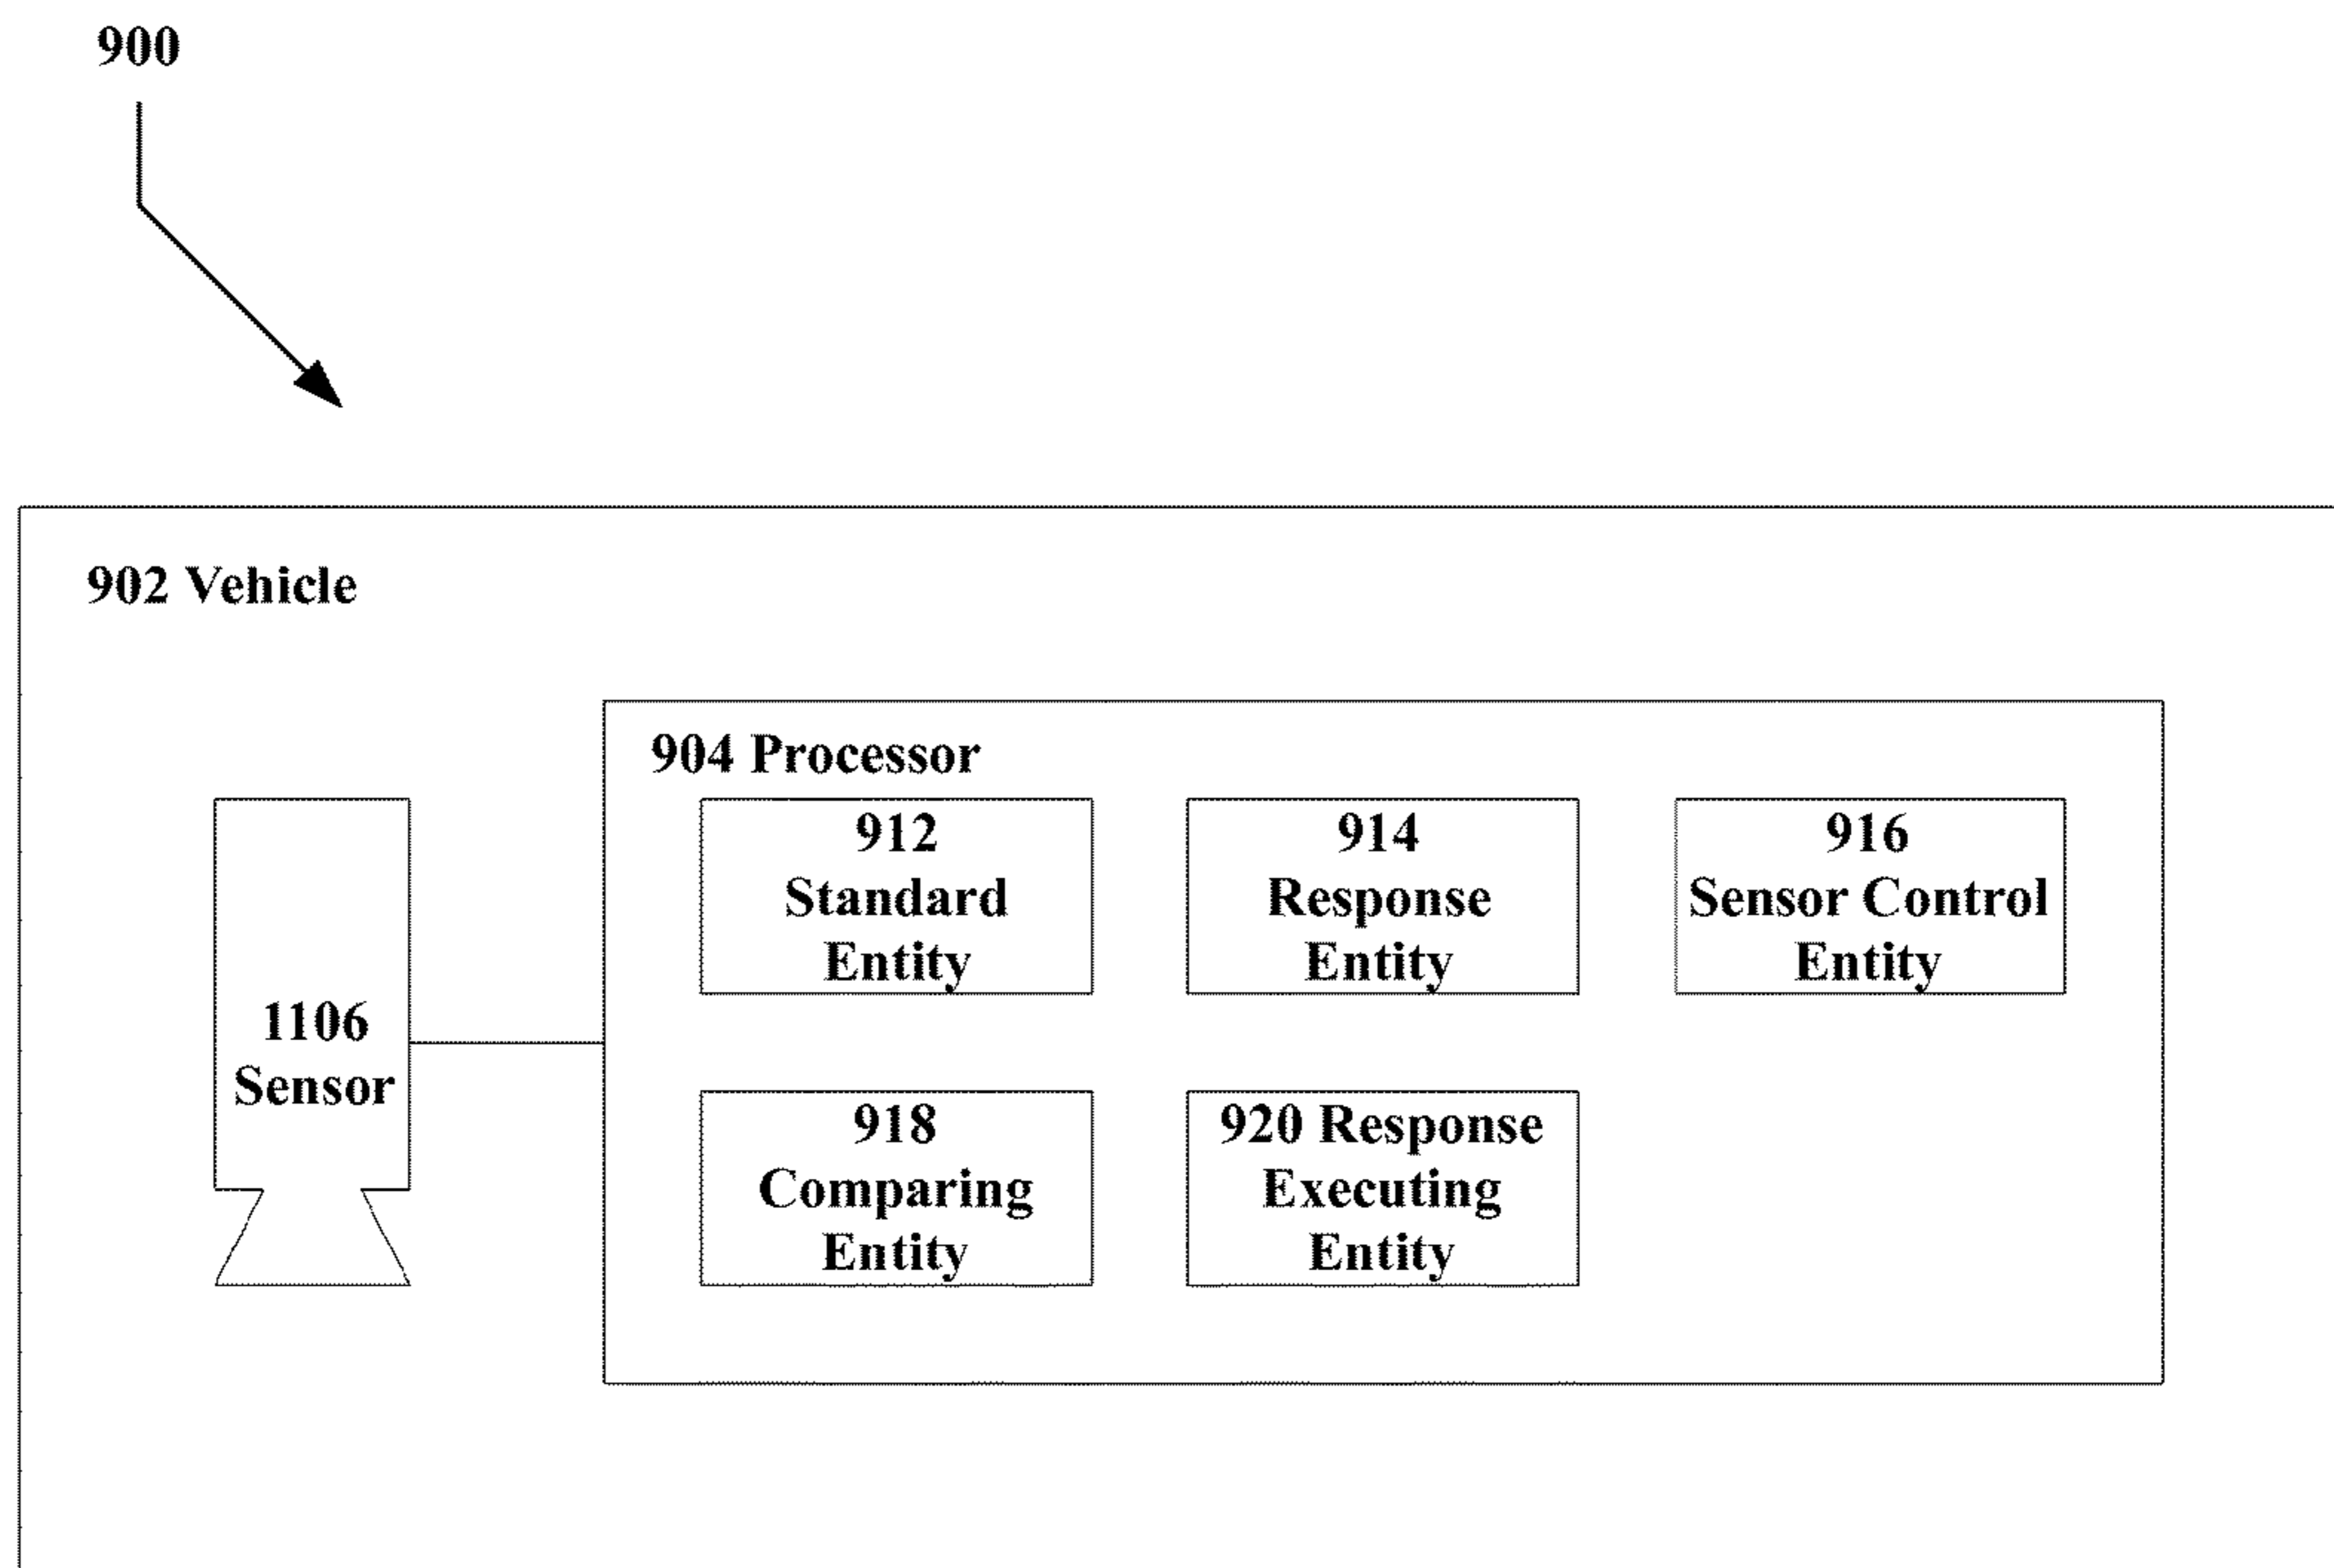 900
902 Vehicle
904 Processor
912
Standard
Entity
914
Response
Entity
916
Sensor Control
Entity
1106
Sensor
918
Comparing
Entity
920 Response
Executing
Entity